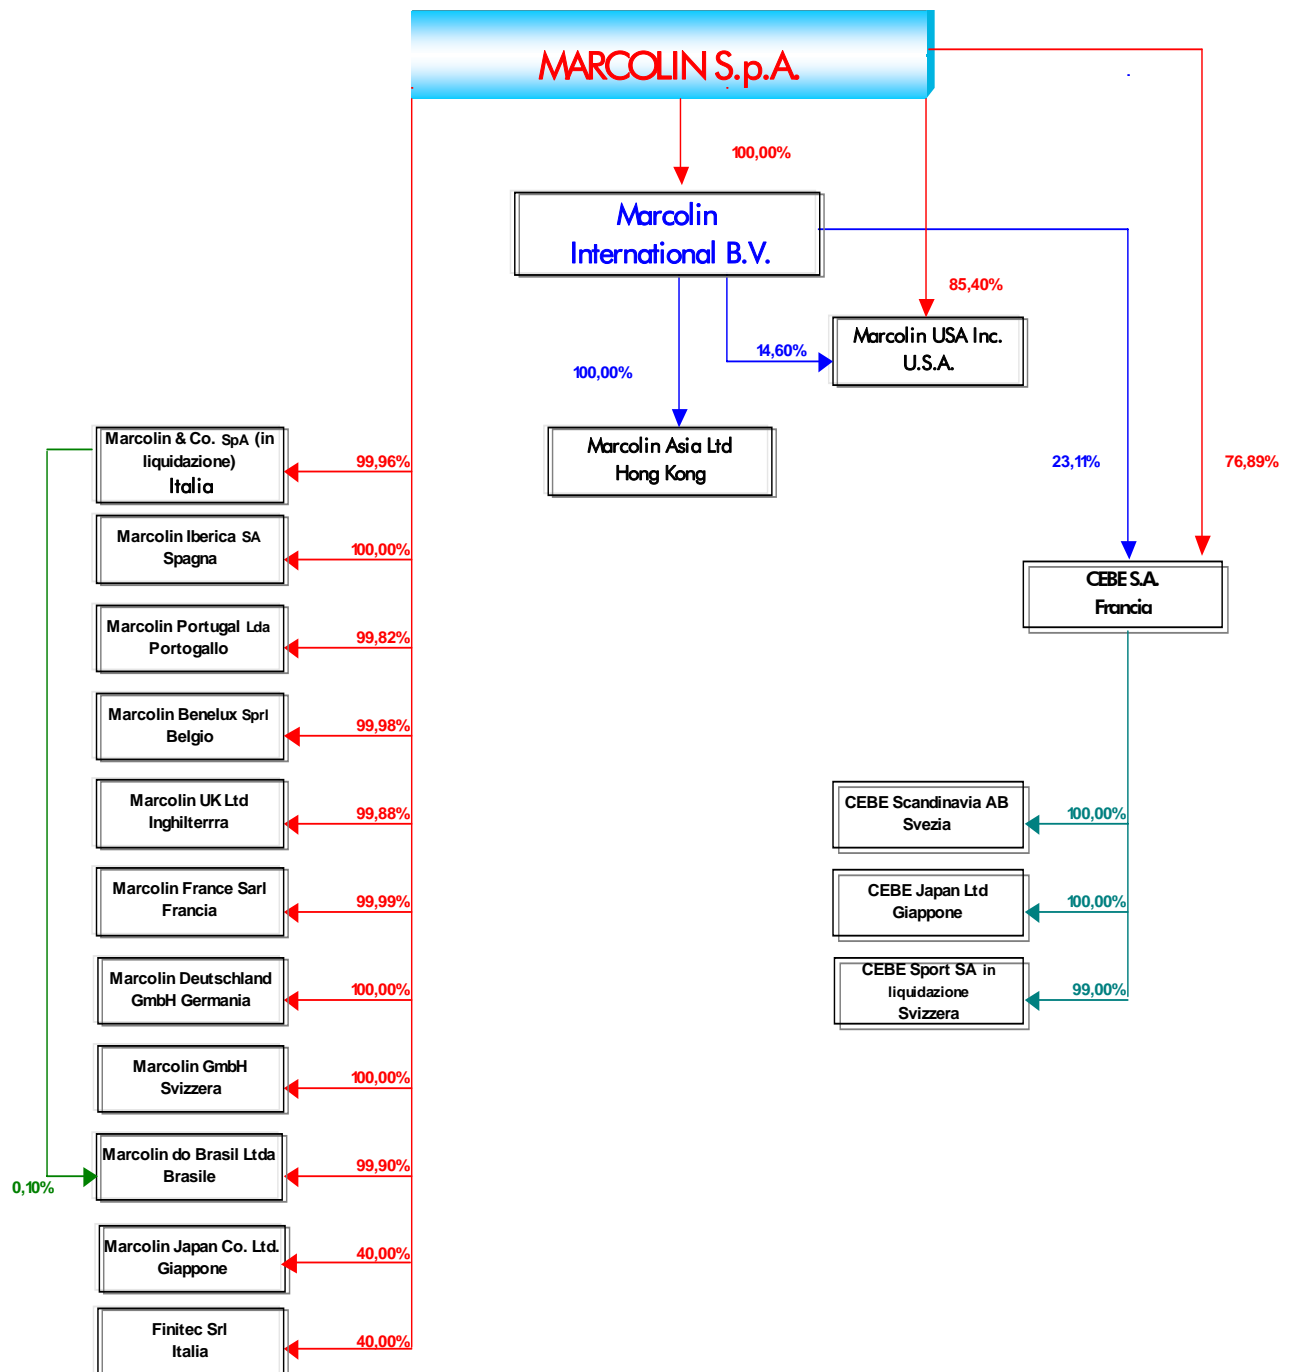 MARCOLIN S.p.A.
100,00%
Marcolin
International B.V.
85,40%
Marcolin USA Inc.
U.S.A.
14,60%
100,00%
Marcolin Asia Ltd
Hong Kong
23,11%
76,89%
Marcolin & Co. SpA (in
liquidazione)
Italia
99,96%
Marcolin Iberica SA
Spagna
100,00%
CEBE S.A.
Francia
Marcolin Portugal Lda
Portogallo
99,82%
Marcolin Benelux Sprl
Belgio
99,98%
Marcolin UK Ltd
Inghilterrra
99,88%
CEBE Scandinavia AB
Svezia
100,00%
Marcolin France Sarl
Francia
99,99%
CEBE Japan Ltd
Giappone
100,00%
Marcolin Deutschland
GmbH Germania
100,00%
CEBE Sport SA in
liquidazione
Svizzera
99,00%
Marcolin GmbH
Svizzera
100,00%
Marcolin do Brasil Ltda
Brasile
99,90%
0,10%
Marcolin Japan Co. Ltd.
Giappone
40,00%
Finitec Srl
Italia
40,00%